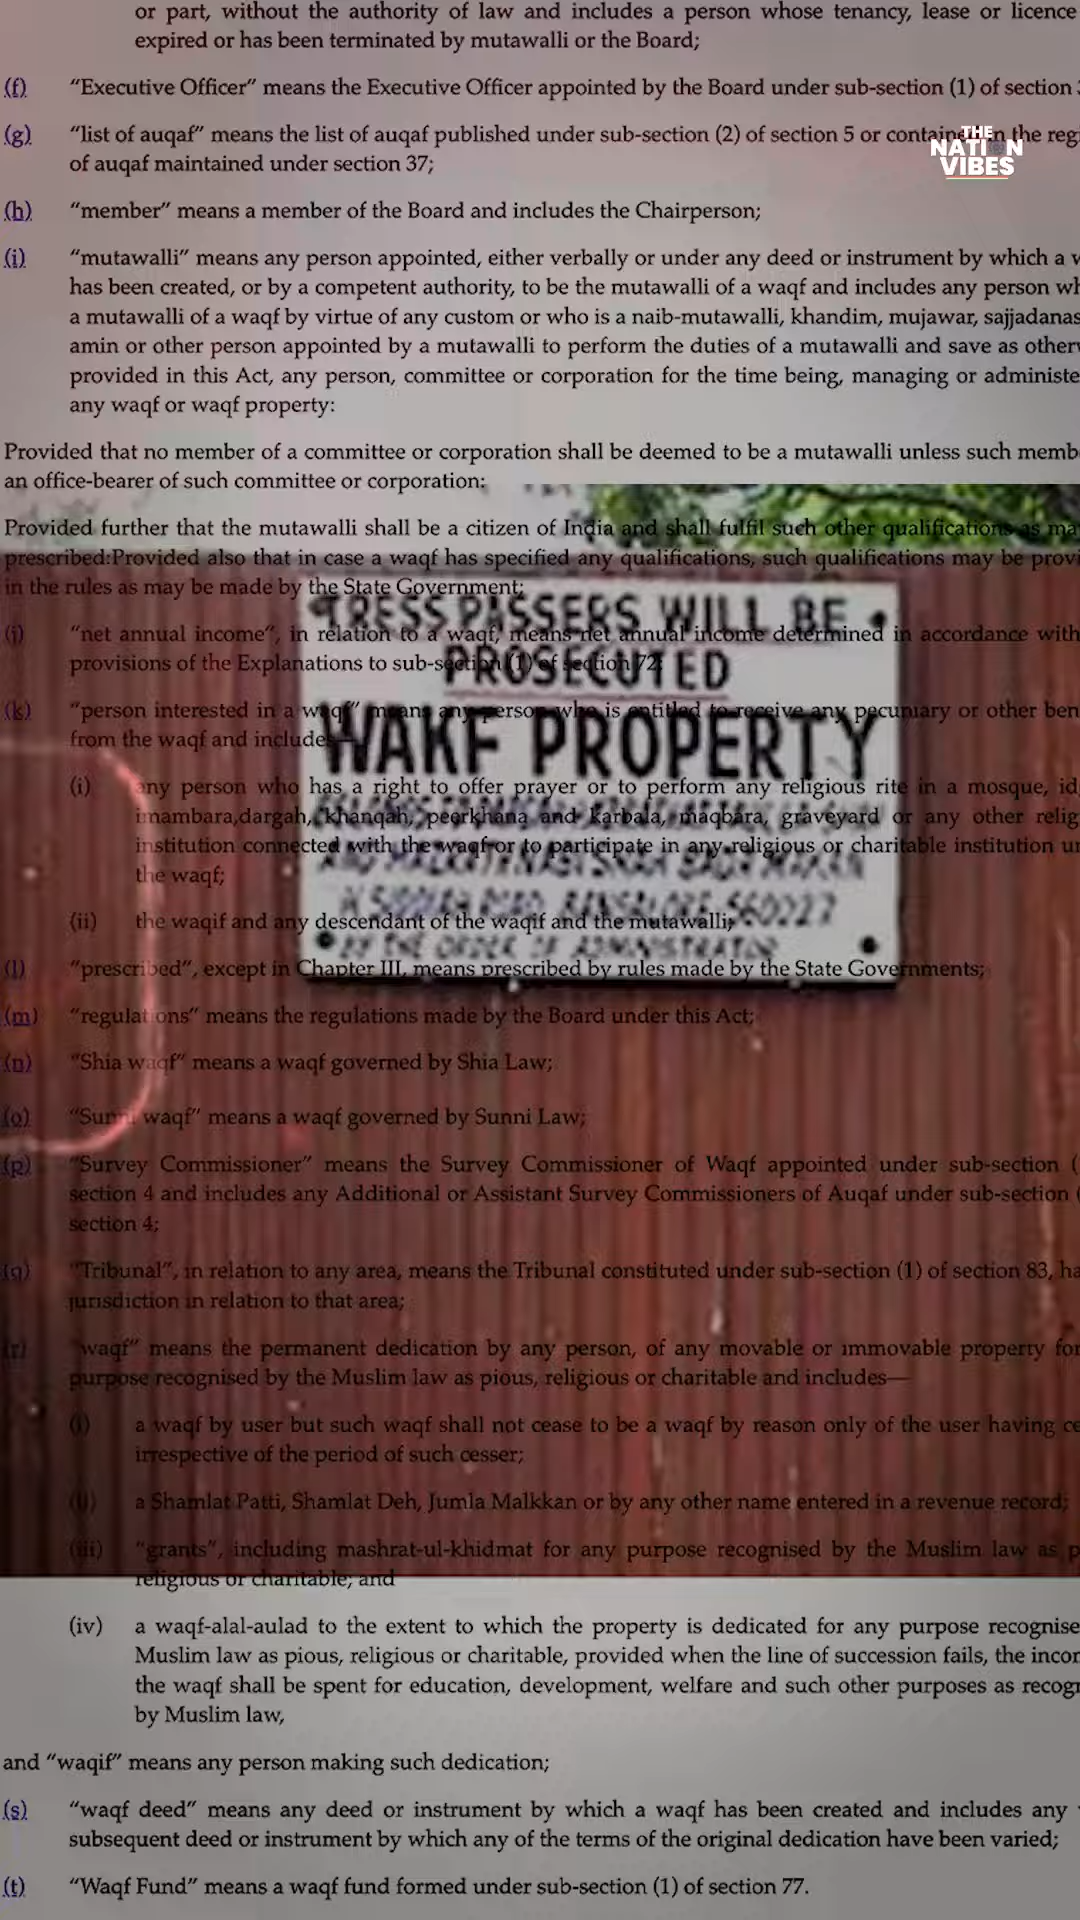 or part, without the authority of law and includes a person whose tenancy, lease or licence
expired or has been terminated by mutawalli or the Board;
(f) “Executive Officer” means the Executive Officer appointed by the Board under sub-section (1) of section
(g) “list of auqaf” means the list of auqaf published under sub-section (2) of section 5 or contained in the reg
of auqaf maintained under section 37;
THE
NATION
VIBES
(h) “member” means a member of the Board and includes the Chairperson;
(i) “mutawalli” means any person appointed, either verbally or under any deed or instrument by which a
has been created, or by a competent authority, to be the mutawalli of a waqf and includes any person wh
a mutawalli of a waqf by virtue of any custom or who is a naib-mutawalli, khandim, mujawar, sajjadanas
amin or other person appointed by a mutawalli to perform the duties of a mutawalli and save as other
provided in this Act, any person, committee or corporation for the time being, managing or administe
any waqf or waqf property:
Provided that no member of a committee or corporation shall be deemed to be a mutawalli unless such memb
an office-bearer of such committee or corporation:
Provided further that the mutawalli shall be a citizen of India and shall fulfil such other qualifications as ma
prescribed:Provided also that in case a waqf has specified any qualifications, such qualifications may be provi
in the rules as may be made by the State Government;
(j) “net annual income”, in relation to a waqf, means net annual income determined in accordance with
provisions of the Explanations to sub-section (1) of section 72;
(k) “person interested in a waqf” means any person who is entitled to receive any pecuniary or other ben
from the waqf and includes
(i) any person who has a right to offer prayer or to perform any religious rite in a mosque, id
imambara,dargah, khanqah, peerkhana and karbala, maqbara, graveyard or any other relig
institution connected with the waqf or to participate in any religious or charitable institution un
the waqf;
(ii) the waqif and any descendant of the waqif and the mutawalli;
(l) “prescribed”, except in Chapter III, means prescribed by rules made by the State Governments;
(m) “regulations” means the regulations made by the Board under this Act;
(n) “Shia waqf” means a waqf governed by Shia Law;
(o) “Sunni waqf” means a waqf governed by Sunni Law;
(p) “Survey Commissioner” means the Survey Commissioner of Waqf appointed under sub-section (
section 4 and includes any Additional or Assistant Survey Commissioners of Auqaf under sub-section (
section 4;
(q) “Tribunal”, in relation to any area, means the Tribunal constituted under sub-section (1) of section 83, ha
jurisdiction in relation to that area;
(r) “waqf” means the permanent dedication by any person, of any movable or immovable property for
purpose recognised by the Muslim law as pious, religious or charitable and includes—
(i) a waqf by user but such waqf shall not cease to be a waqf by reason only of the user having ce
irrespective of the period of such cesser;
(ii) a Shamlat Patti, Shamlat Deh, Jumla Malkkan or by any other name entered in a revenue record;
(iii) “grants”, including mashrat-ul-khidmat for any purpose recognised by the Muslim law as p
religious or charitable; and
(iv) a waqf-alal-aulad to the extent to which the property is dedicated for any purpose recognise
Muslim law as pious, religious or charitable, provided when the line of succession fails, the incor
the waqf shall be spent for education, development, welfare and such other purposes as recogn
by Muslim law,
and “waqif” means any person making such dedication;
(s) “waqf deed” means any deed or instrument by which a waqf has been created and includes any
subsequent deed or instrument by which any of the terms of the original dedication have been varied;
(t) “Waqf Fund” means a waqf fund formed under sub-section (1) of section 77.
TRESS PASSERS WILL BE
PROSECUTED
WAKF PROPERTY
ROAD, BANGALORE-560027
BY THE ORDER OF ADMINISTRATOR